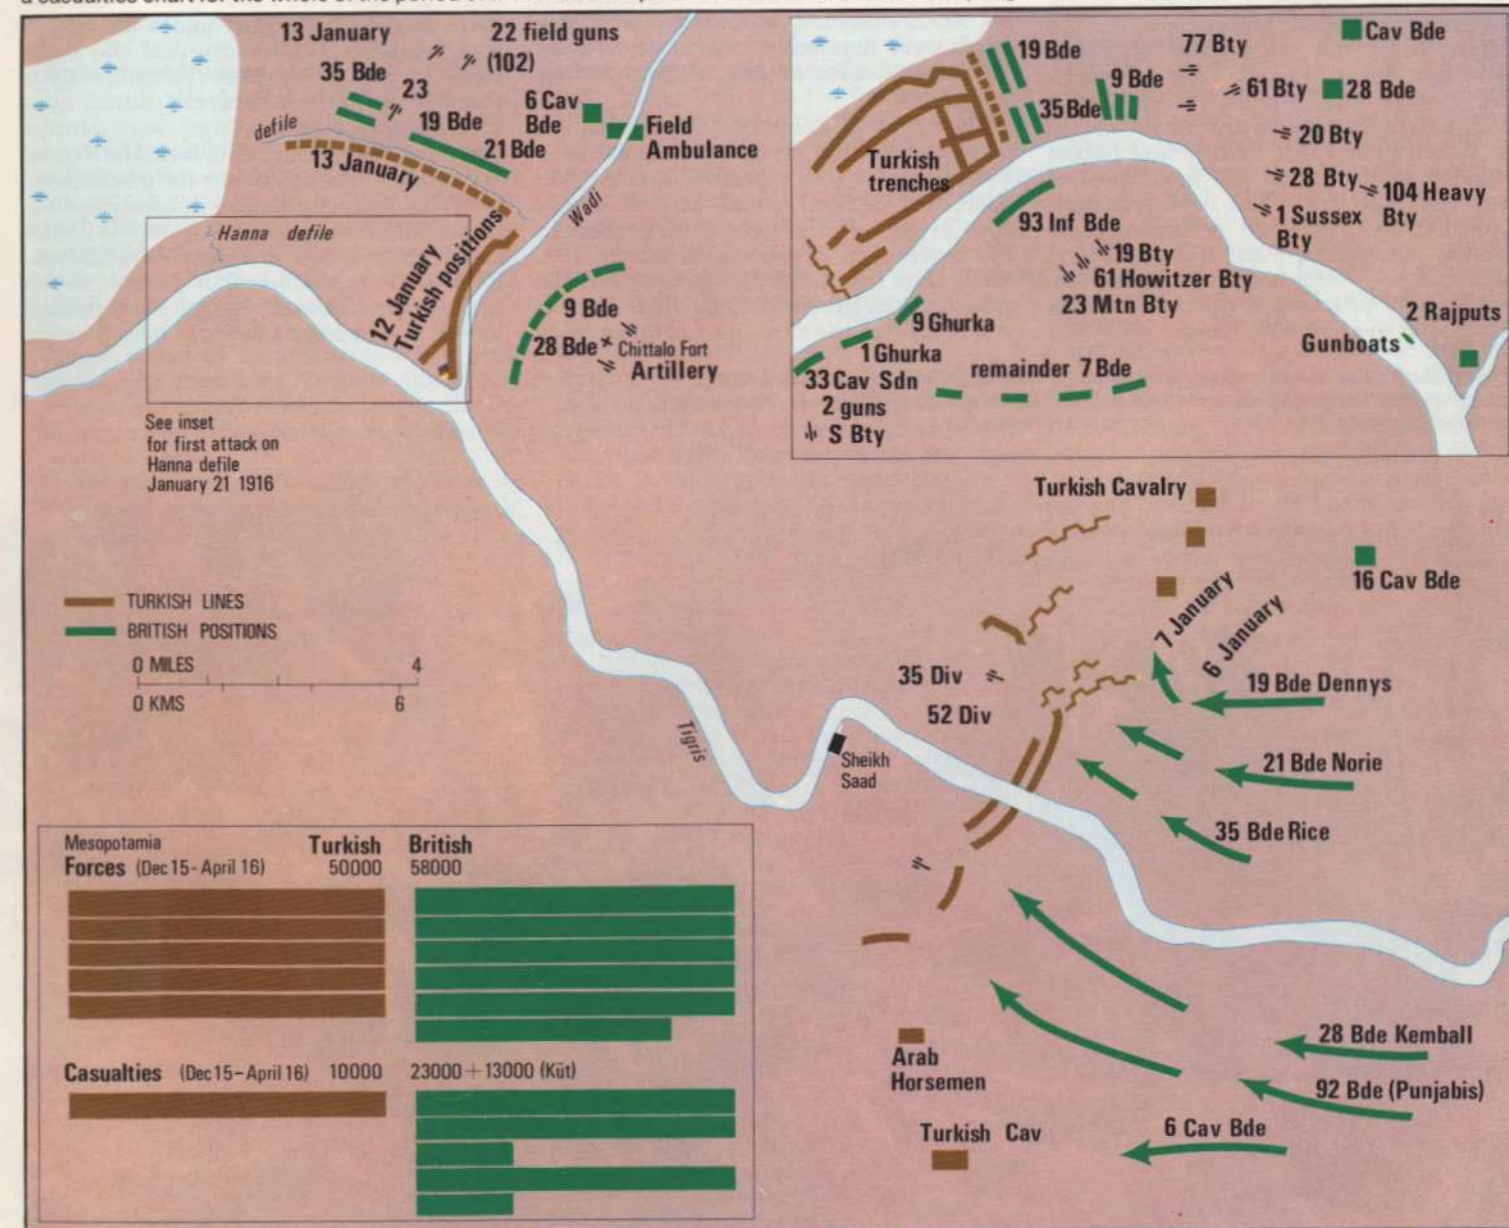 13 January
22 field guns
(102)
35 Bde
23
19 Bde
21 Bde
6 Cav
Bde
Field
Ambulance
defile
13 January
Wadi
Hanna defile
12 January
Turkish positions
9 Bde
28 Bde
Chittalo Fort
Artillery
See inset
for first attack on
Hanna defile
January 21 1916
19 Bde
35 Bde
9 Bde
77 Bty
Cav Bde
61 Bty
28 Bde
20 Bty
28 Bty
104 Heavy
Bty
1 Sussex
Bty
Turkish
trenches
93 Inf Bde
19 Bty
61 Howitzer Bty
23 Mtn Bty
9 Ghurka
1 Ghurka
33 Cav Sdn
2 guns
S Bty
remainder 7 Bde
Gunboats
2 Rajputs
TURKISH LINES
BRITISH POSITIONS
0 MILES 4
0 KMS 6
Turkish Cavalry
16 Cav Bde
7 January
6 January
35 Div
52 Div
19 Bde Dennys
21 Bde Norie
35 Bde Rice
Tigris
Sheikh
Saad
28 Bde Kemball
92 Bde (Punjabis)
6 Cav Bde
Arab
Horsemen
Turkish Cav
Mesopotamia Turkish British
Forces (Dec 15 - April 16) 50000 58000
Casualties (Dec 15 - April 16) 10000 23000 + 13000 (Kūt)